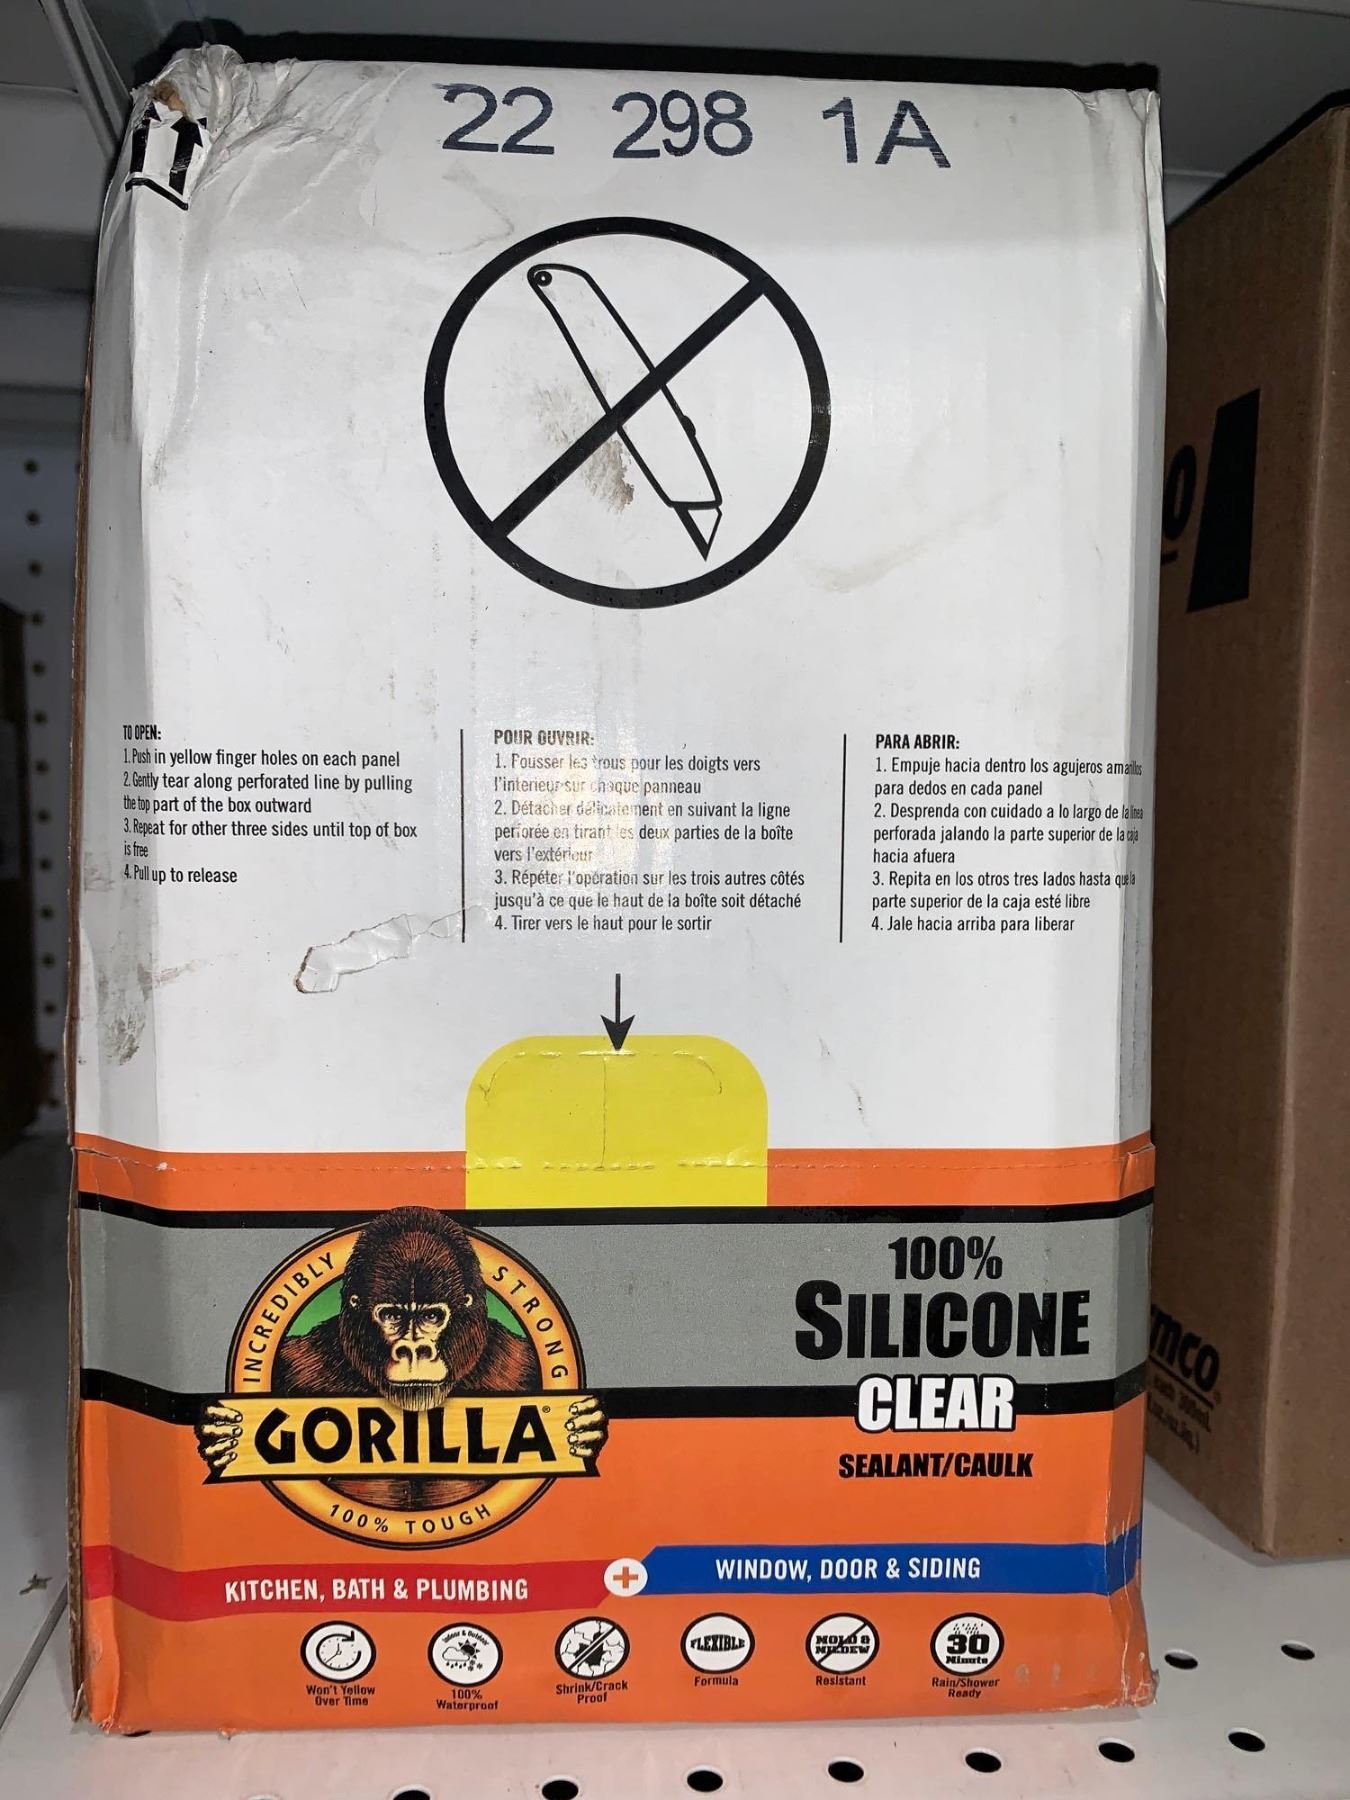 22 298 1A
TO OPEN:
1. Push in yellow finger holes on each panel
2. Gently tear along perforated line by pulling
the top part of the box outward
3. Repeat for other three sides until top of box
is free
4. Pull up to release
POUR OUVRIR:
1. Pousser les trous pour les doigts vers
l'interieur sur chaque panneau
2. Détacher délicatement en suivant la ligne
perforée en tirant les deux parties de la boîte
vers l'extérieur
3. Répéter l'opération sur les trois autres côtés
jusqu'à ce que le haut de la boîte soit détaché
4. Tirer vers le haut pour le sortir
PARA ABRIR:
1. Empuje hacia dentro los agujeros amarillos
para dedos en cada panel
2. Desprenda con cuidado a lo largo de la línea
perforada jalando la parte superior de la caja
hacia afuera
3. Repita en los otros tres lados hasta que la
parte superior de la caja esté libre
4. Jale hacia arriba para liberar
INCREDIBLY STRONG
GORILLA®
100% TOUGH
100%
SILICONE
CLEAR
SEALANT/CAULK
KITCHEN, BATH & PLUMBING
+
WINDOW, DOOR & SIDING
Won't Yellow
Over Time
Indoor & Outdoor
100%
Waterproof
Shrink/Crack
Proof
FLEXIBLE
Formula
MOLD &
MILDEW
Resistant
30
Minute
Rain/Shower
Ready
mco